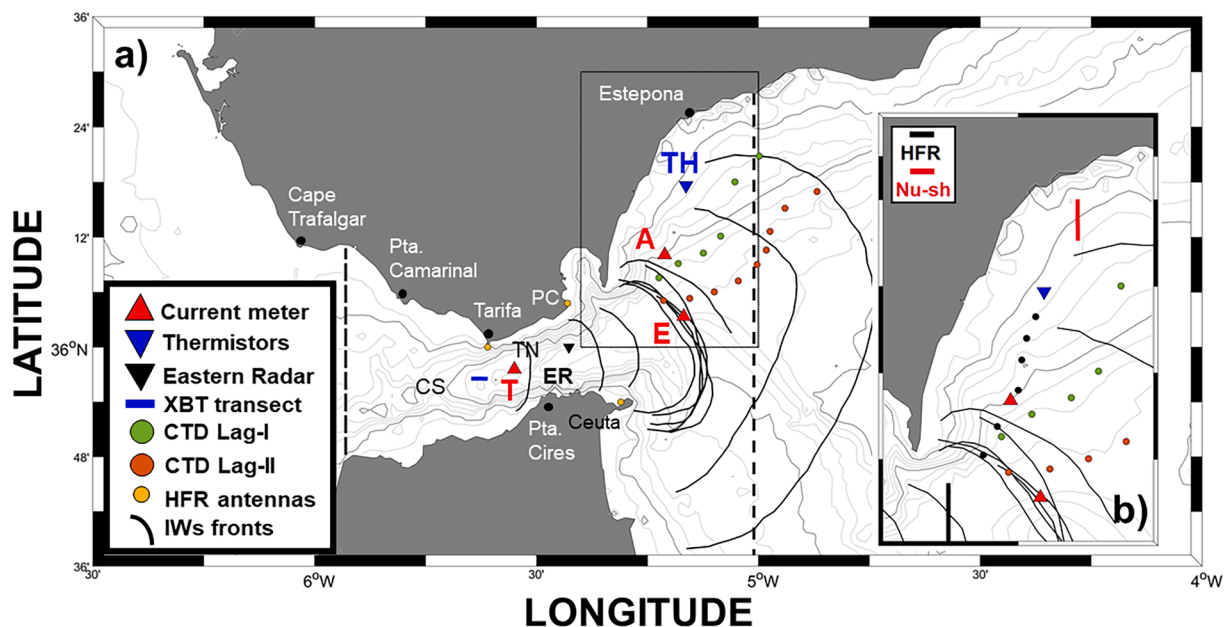 36'
a)
Estepona
24'
TH
HFR
Nu-sh
Cape
Trafalgar
A
12'
Pta.
Camarinal
PC
Tarifa
E
36°N
TN
CS
T
ER
Ceuta
Pta.
Cires
48'
36'
LATITUDE
Current meter
Thermistors
Eastern Radar
XBT transect
CTD Lag-I
CTD Lag-II
HFR antennas
IWs fronts
b)
30'
6°W
30'
5°W
30'
4°W
LONGITUDE